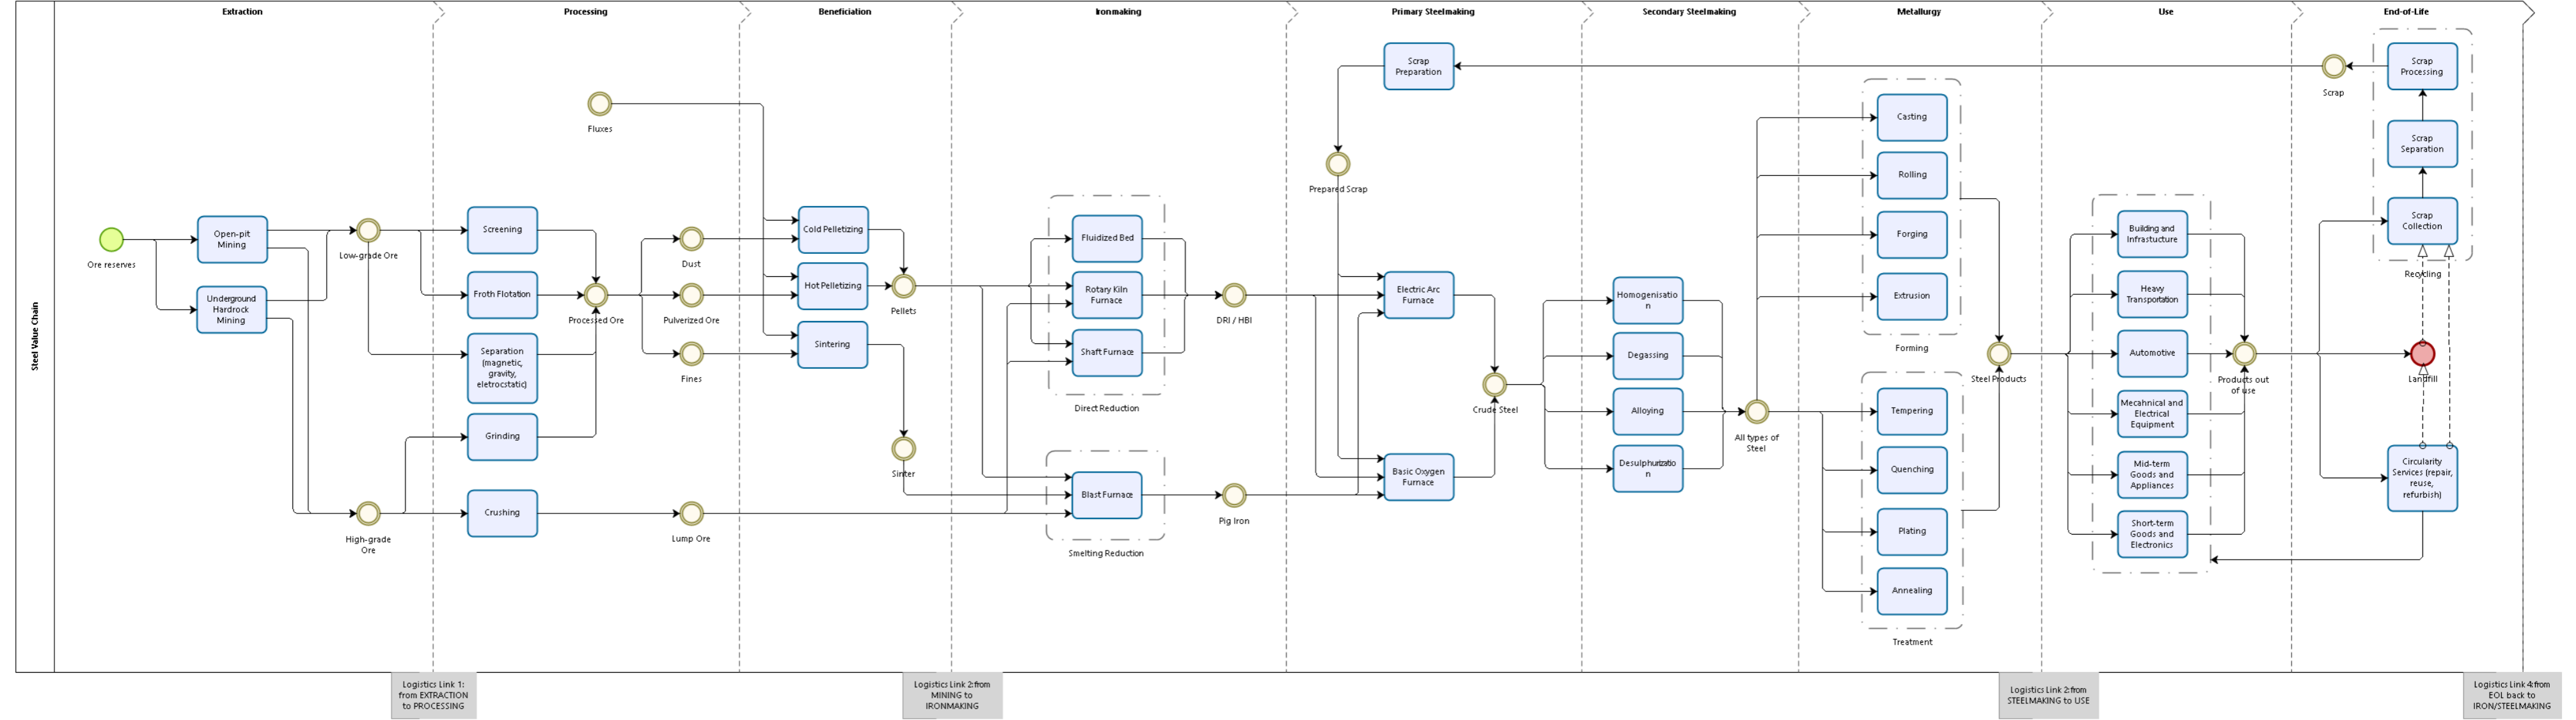 Extraction
Processing
Beneficiation
Ironmaking
Primary Steelmaking
Secondary Steelmaking
Metallurgy
Use
End-of-Life
Steel Value Chain
Ore reserves
Open-pit
Mining
Underground
Hardrock
Mining
Low-grade Ore
High-grade
Ore
Fluxes
Screening
Froth Flotation
Separation
(magnetic,
gravity,
eletrocstatic)
Grinding
Crushing
Processed Ore
Dust
Pulverized Ore
Fines
Lump Ore
Cold Pelletizing
Hot Pelletizing
Sintering
Pellets
Sinter
Fluidized Bed
Rotary Kiln
Furnace
Shaft Furnace
Direct Reduction
Blast Furnace
Smelting Reduction
DRI / HBI
Pig Iron
Scrap
Preparation
Prepared Scrap
Electric Arc
Furnace
Basic Oxygen
Furnace
Crude Steel
Homogenisatio
n
Degassing
Alloying
Desulphurizatio
n
All types of
Steel
Casting
Rolling
Forging
Extrusion
Forming
Tempering
Quenching
Plating
Annealing
Treatment
Steel Products
Building and
Infrastucture
Heavy
Transportation
Automotive
Mecahnical and
Electrical
Equipment
Mid-term
Goods and
Appliances
Short-term
Goods and
Electronics
Products out
of use
Scrap
Scrap
Processing
Scrap
Separation
Scrap
Collection
Recycling
Landfill
Circularity
Services (repair,
reuse,
refurbish)
Logistics Link 1:
from EXTRACTION
to PROCESSING
Logistics Link 2:from
MINING to
IRONMAKING
Logistics Link 2:from
STEELMAKING to USE
Logistics Link 4:from
EOL back to
IRON/STEELMAKING